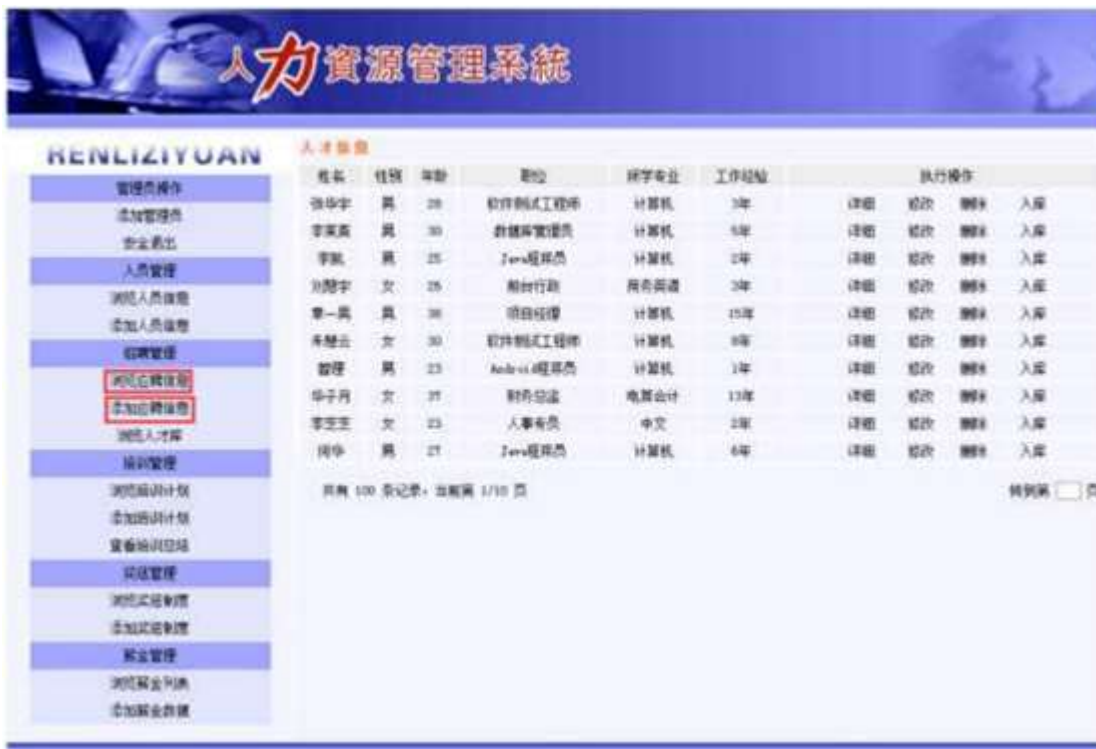 人力資源管理系統
RENLIZIYUAN
管理员操作
添加管理员
安全退出
人员管理
浏览人员信息
添加人员信息
招聘管理
浏览应聘信息
添加应聘信息
浏览人才库
培训管理
浏览培训计划
添加培训计划
查看培训总结
奖惩管理
浏览奖惩制度
添加奖惩制度
薪金管理
浏览薪金列表
添加薪金数据
人才信息
姓名 性别 年龄 职位 所学专业 工作经验 执行操作
张华宇 男 28 软件测试工程师 计算机 3年 详细 修改 删除 入库
男 30 数据库管理员 计算机 5年 详细 修改 删除 入库
李凯 男 25 Java程序员 计算机 2年 详细 修改 删除 入库
刘慧宇 女 25 前台行政 商务英语 3年 详细 修改 删除 入库
章一禹 男 38 项目经理 计算机 15年 详细 修改 删除 入库
朱慧云 女 30 软件测试工程师 计算机 8年 详细 修改 删除 入库
男 23 Android程序员 计算机 1年 详细 修改 删除 入库
华子月 女 37 财务总监 电算会计 13年 详细 修改 删除 入库
李芝芝 女 23 人事专员 中文 2年 详细 修改 删除 入库
闵华 男 27 Java程序员 计算机 6年 详细 修改 删除 入库
共有 100 条记录，当前第 1/10 页
转到第 页